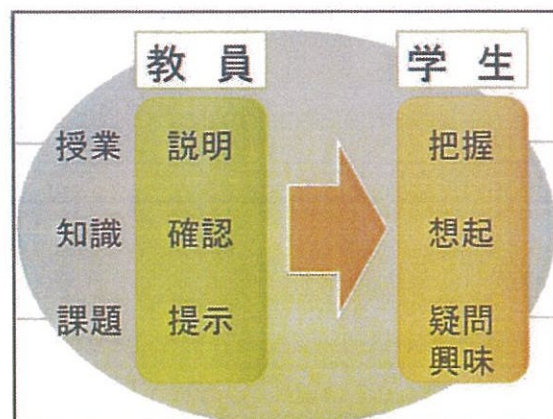 教員 学生
授業 説明 把握
知識 確認 想起
課題 提示 疑問
興味